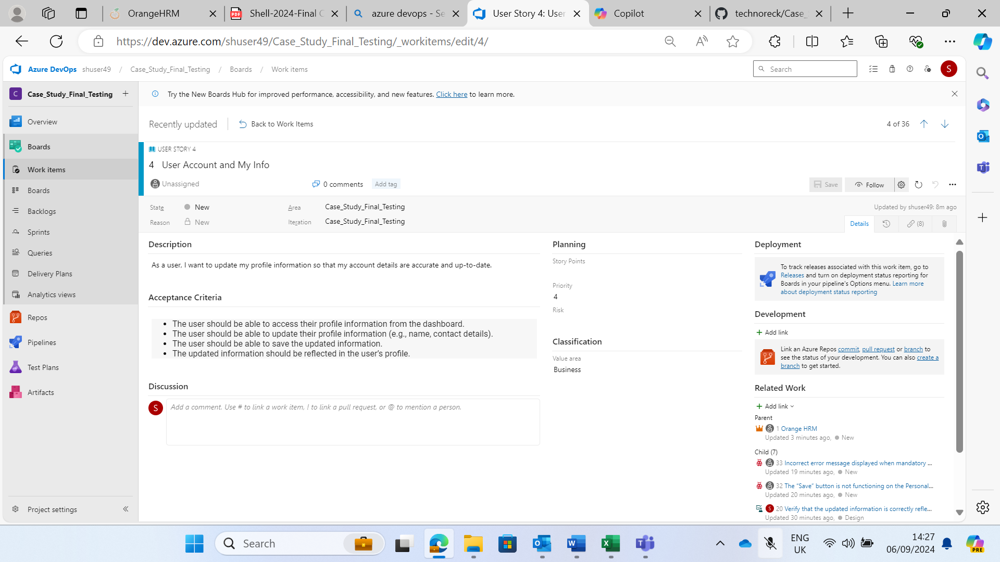 OrangeHRM
Shell-2024-Final C
azure devops - Se
User Story 4: User
Copilot
technoreck/Case_
https://dev.azure.com/shuser49/Case_Study_Final_Testing/_workitems/edit/4/
Azure DevOps shuser49 / Case_Study_Final_Testing / Boards / Work items
Search
S
C Case_Study_Final_Testing
Try the New Boards Hub for improved performance, accessibility, and new features. Click here to learn more.
Overview
Boards
Work items
Boards
Backlogs
Sprints
Queries
Delivery Plans
Analytics views
Repos
Pipelines
Test Plans
Artifacts
Project settings
Recently updated
Back to Work Items
4 of 36
USER STORY 4
4 User Account and My Info
Unassigned
0 comments
Add tag
Save
Follow
State New
Area Case_Study_Final_Testing
Updated by shuser49: 8m ago
Reason New
Iteration Case_Study_Final_Testing
Details
(8)
Description
As a user, I want to update my profile information so that my account details are accurate and up-to-date.
Acceptance Criteria
• The user should be able to access their profile information from the dashboard.
• The user should be able to update their profile information (e.g., name, contact details).
• The user should be able to save the updated information.
• The updated information should be reflected in the user’s profile.
Discussion
S
Add a comment. Use # to link a work item, ! to link a pull request, or @ to mention a person.
Planning
Story Points
Priority
4
Risk
Classification
Value area
Business
Deployment
To track releases associated with this work item, go to
Releases and turn on deployment status reporting for
Boards in your pipeline's Options menu. Learn more
about deployment status reporting
Development
Add link
Link an Azure Repos commit, pull request or branch to
see the status of your development. You can also create a
branch to get started.
Related Work
Add link
Parent
1 Orange HRM
Updated 3 minutes ago, New
Child (7)
33 Incorrect error message displayed when mandatory ...
Updated 19 minutes ago, New
32 The “Save” button is not functioning on the Personal...
Updated 20 minutes ago, New
S 20 Verify that the updated information is correctly refle...
Updated 30 minutes ago, Design
Search
ENG
UK
14:27
06/09/2024
PRE